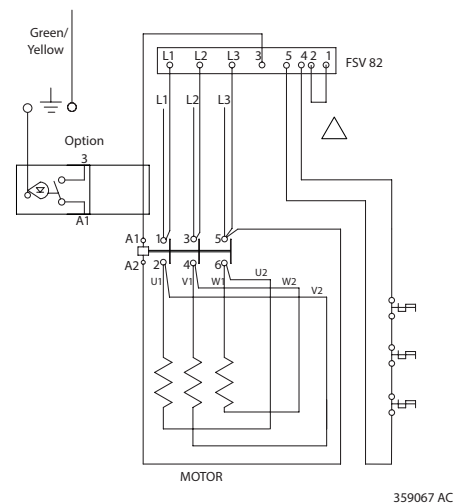 Green/
Yellow
L1 L2 L3 3 5 4 2 1
FSV 82
L1 L2 L3
Option
3
A1
A1 1 3 5
A2 2 4 6
U1 V1 W1 U2 W2 V2
MOTOR
359067 AC